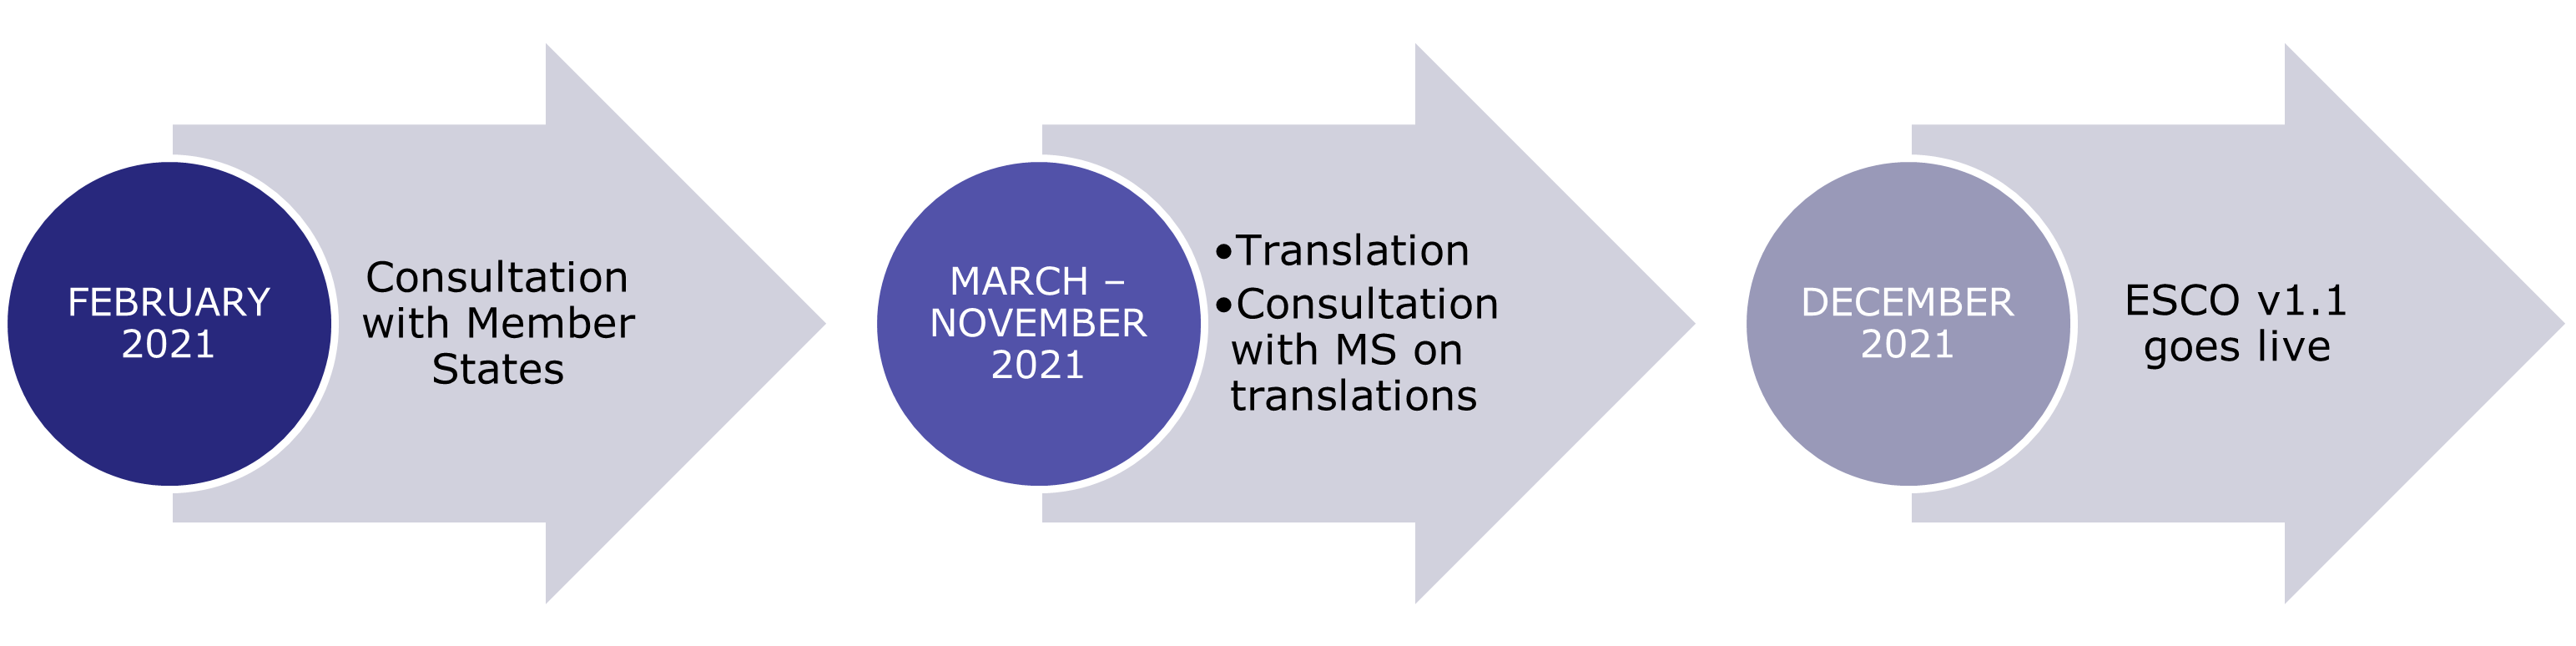 FEBRUARY
2021
Consultation
with Member
States
MARCH –
NOVEMBER
2021
•Translation
•Consultation
with MS on
translations
DECEMBER
2021
ESCO v1.1
goes live